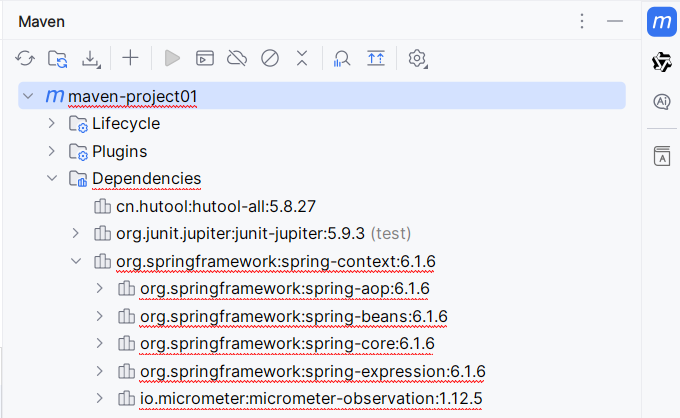 Maven
maven-project01
Lifecycle
Plugins
Dependencies
cn.hutool:hutool-all:5.8.27
org.junit.jupiter:junit-jupiter:5.9.3 (test)
org.springframework:spring-context:6.1.6
org.springframework:spring-aop:6.1.6
org.springframework:spring-beans:6.1.6
org.springframework:spring-core:6.1.6
org.springframework:spring-expression:6.1.6
io.micrometer:micrometer-observation:1.12.5